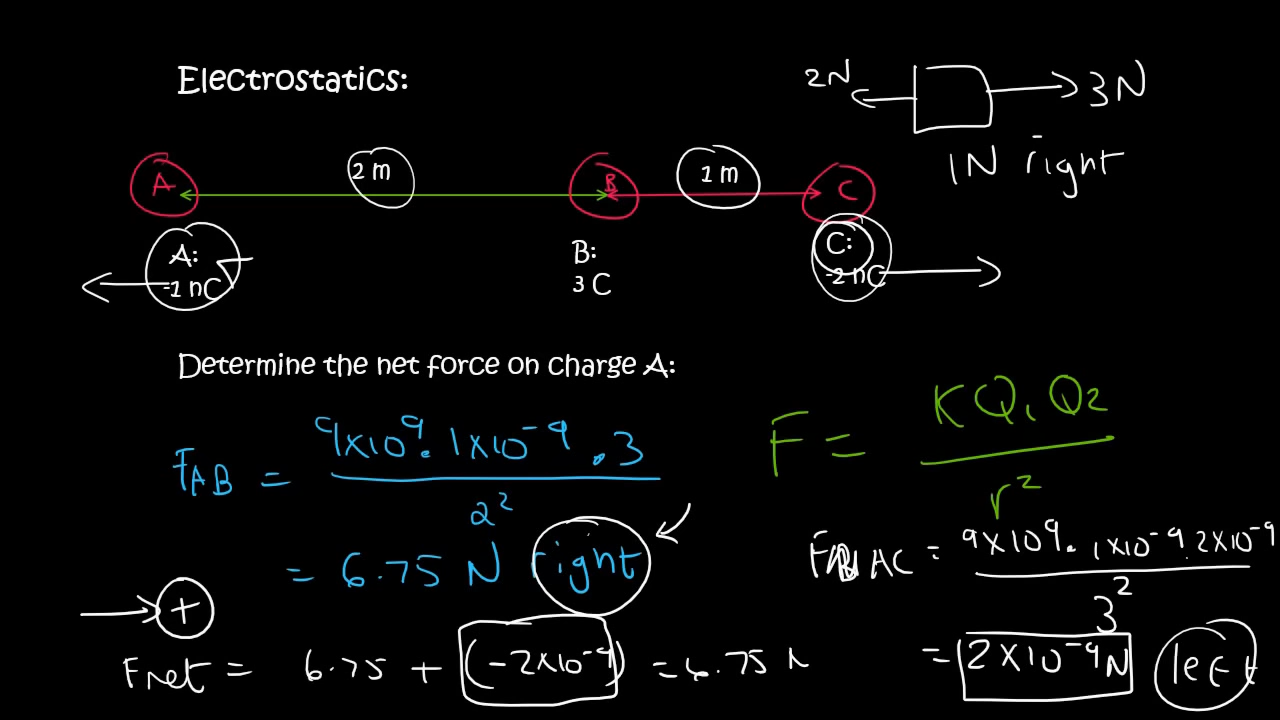 Electrostatics:
2N 3N
1N right
A 2 m B 1 m C
A: B: C:
-1 nC 3 C -2 nC
Determine the net force on charge A:
F = KQ₁Q₂ / r²
F_AB = 9x10⁹ . 1x10⁻⁹ . 3 / 2²
= 6.75 N right
F AC = 9x10⁹ . 1x10⁻⁹ . 2x10⁻⁹ / 3²
= 2x10⁻⁹N left
+
Fnet = 6.75 + (-2x10⁻⁹) = 6.75 N